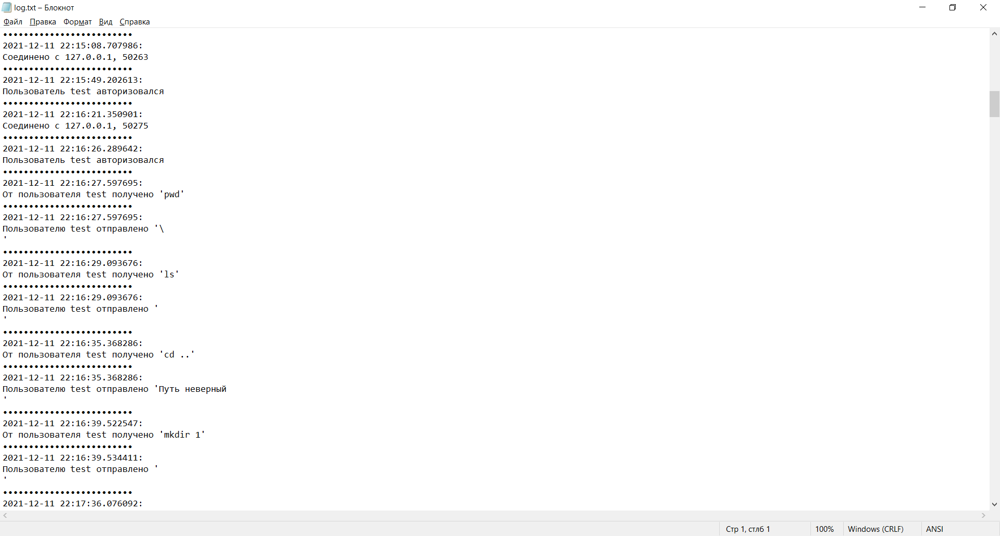 log.txt – Блокнот
Файл Правка Формат Вид Справка
•••••••••••••••••••••••••
2021-12-11 22:15:08.707986:
Соединено с 127.0.0.1, 50263
•••••••••••••••••••••••••
2021-12-11 22:15:49.202613:
Пользователь test авторизовался
•••••••••••••••••••••••••
2021-12-11 22:16:21.350901:
Соединено с 127.0.0.1, 50275
•••••••••••••••••••••••••
2021-12-11 22:16:26.289642:
Пользователь test авторизовался
•••••••••••••••••••••••••
2021-12-11 22:16:27.597695:
От пользователя test получено 'pwd'
•••••••••••••••••••••••••
2021-12-11 22:16:27.597695:
Пользователю test отправлено '\
'
•••••••••••••••••••••••••
2021-12-11 22:16:29.093676:
От пользователя test получено 'ls'
•••••••••••••••••••••••••
2021-12-11 22:16:29.093676:
Пользователю test отправлено '
'
•••••••••••••••••••••••••
2021-12-11 22:16:35.368286:
От пользователя test получено 'cd ..'
•••••••••••••••••••••••••
2021-12-11 22:16:35.368286:
Пользователю test отправлено 'Путь неверный
'
•••••••••••••••••••••••••
2021-12-11 22:16:39.522547:
От пользователя test получено 'mkdir 1'
•••••••••••••••••••••••••
2021-12-11 22:16:39.534411:
Пользователю test отправлено '
'
•••••••••••••••••••••••••
2021-12-11 22:17:36.076092:
Стр 1, стлб 1 100% Windows (CRLF) ANSI